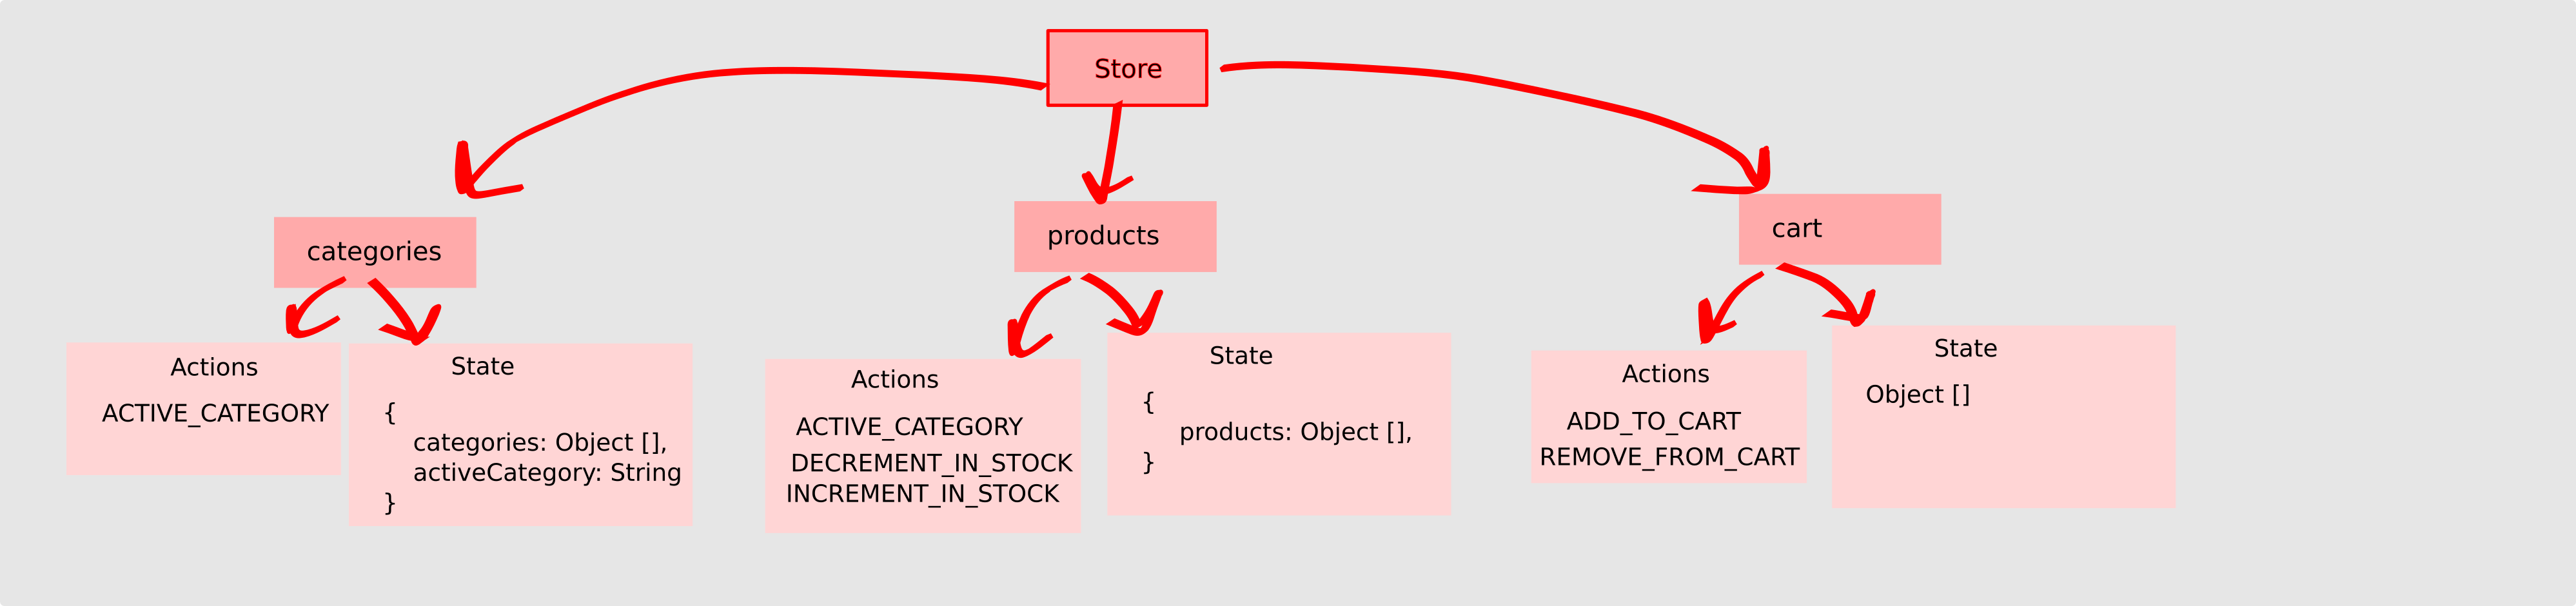 Store
categories
products
cart
Actions
ACTIVE_CATEGORY
State
{
categories: Object [],
activeCategory: String
}
Actions
ACTIVE_CATEGORY
DECREMENT_IN_STOCK
INCREMENT_IN_STOCK
State
{
products: Object [],
}
Actions
ADD_TO_CART
REMOVE_FROM_CART
State
Object []